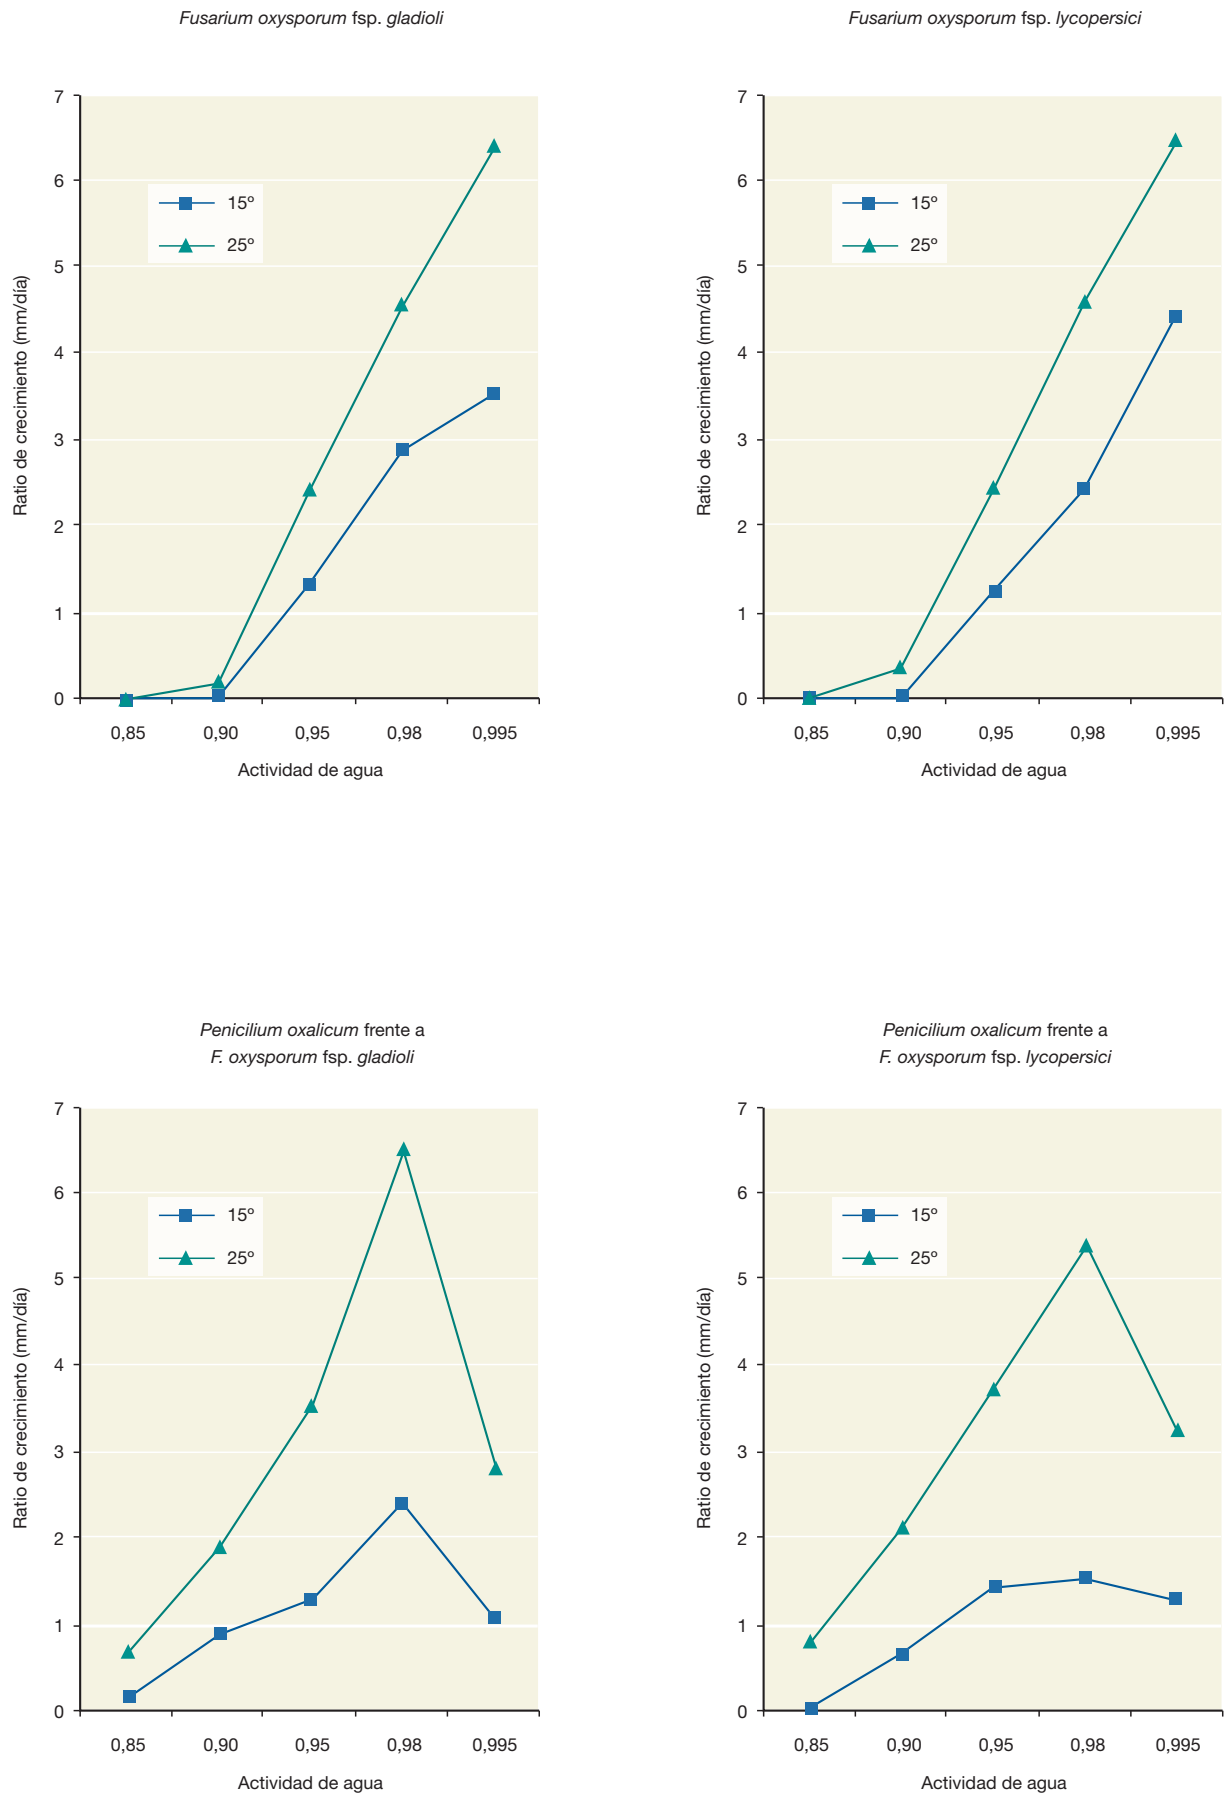 Fusarium oxysporum fsp. gladioli
7
6
5
4
3
2
1
0
Ratio de crecimiento (mm/día)
15º
25º
0,85 0,90 0,95 0,98 0,995
Actividad de agua
Fusarium oxysporum fsp. lycopersici
7
6
5
4
3
2
1
0
Ratio de crecimiento (mm/día)
15º
25º
0,85 0,90 0,95 0,98 0,995
Actividad de agua
Penicilium oxalicum frente a
F. oxysporum fsp. gladioli
7
6
5
4
3
2
1
0
Ratio de crecimiento (mm/día)
15º
25º
0,85 0,90 0,95 0,98 0,995
Actividad de agua
Penicilium oxalicum frente a
F. oxysporum fsp. lycopersici
7
6
5
4
3
2
1
0
Ratio de crecimiento (mm/día)
15º
25º
0,85 0,90 0,95 0,98 0,995
Actividad de agua